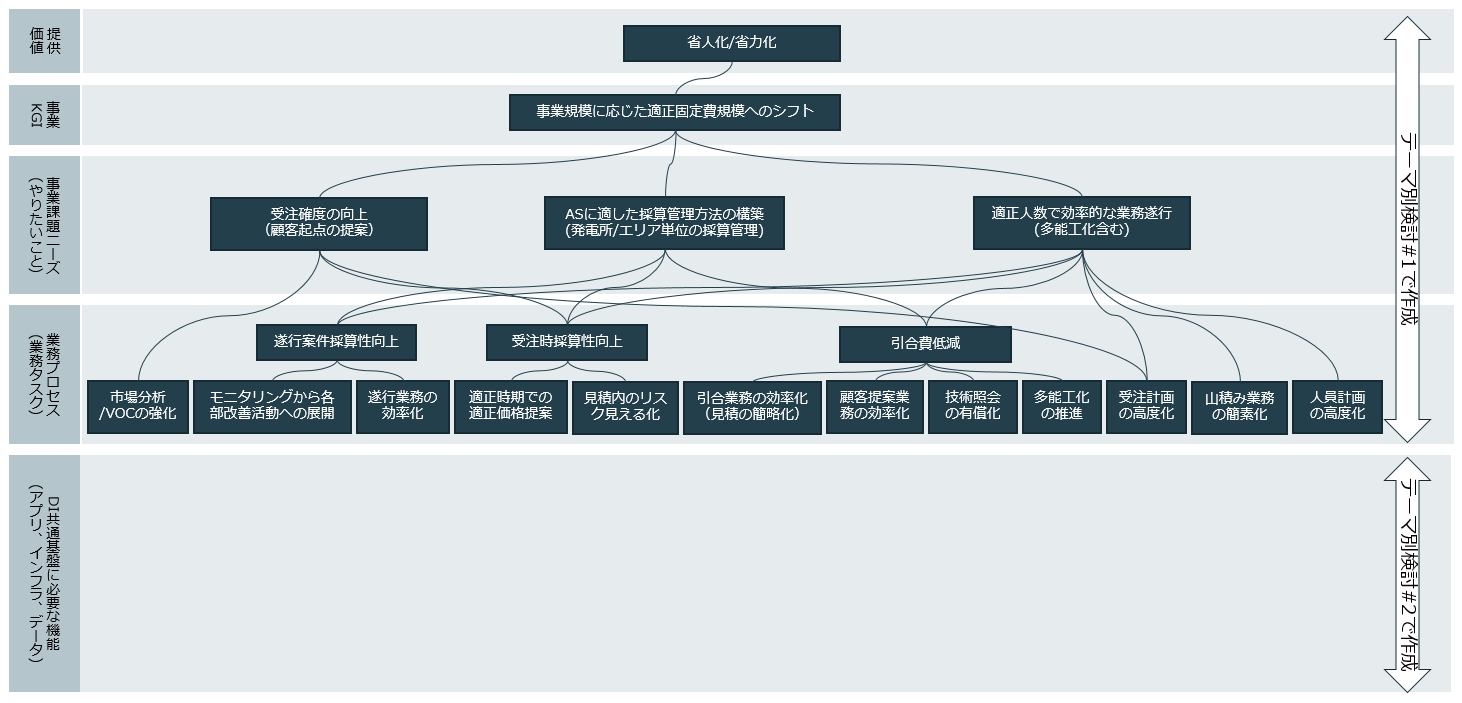 提供
価値
省人化/省力化
事業
KGI
事業規模に応じた適正固定費規模へのシフト
事業課題ニーズ
（やりたいこと）
受注確度の向上
（顧客起点の提案）
ASに適した採算管理方法の構築
(発電所/エリア単位の採算管理)
適正人数で効率的な業務遂行
(多能工化含む)
業務プロセス
（業務タスク）
遂行案件採算性向上
受注時採算性向上
引合費低減
市場分析
/VOCの強化
モニタリングから各
部改善活動への展開
遂行業務の
効率化
適正時期での
適正価格提案
見積内のリス
ク見える化
引合業務の効率化
（見積の簡略化）
顧客提案業
務の効率化
技術照会
の有償化
多能工化
の推進
受注計画
の高度化
山積み業務
の簡素化
人員計画
の高度化
テーマ別検討#1で作成
DI共通基盤に必要な機能
（アプリ、インフラ、データ）
テーマ別検討#2で作成